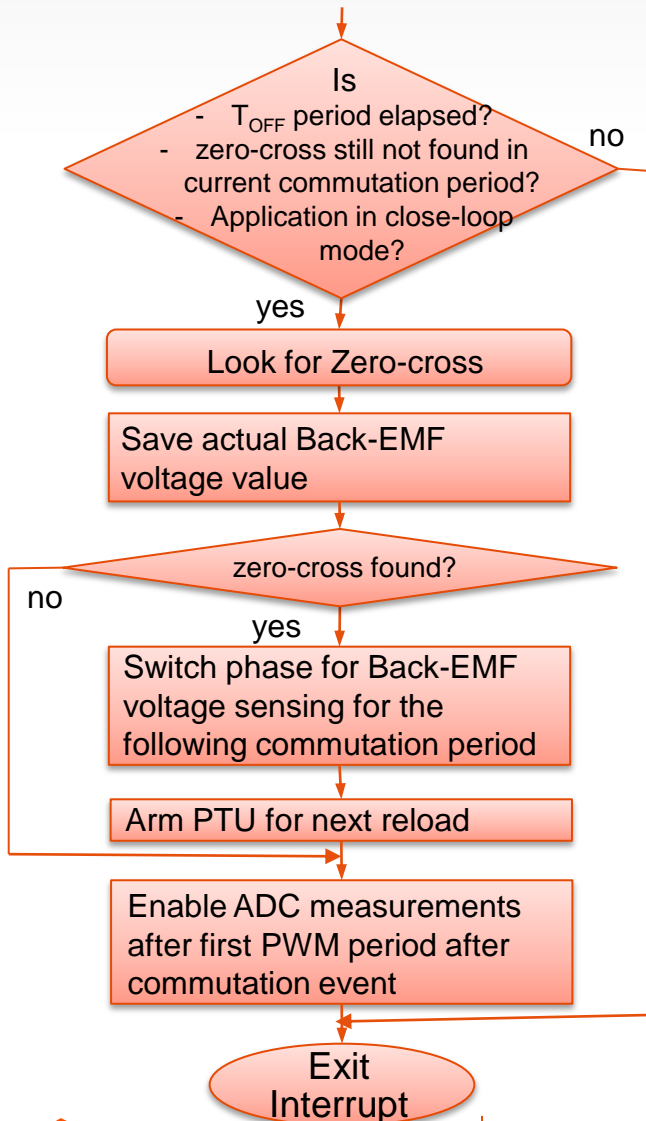 Is
- T_OFF period elapsed?
no
- zero-cross still not found in
current commutation period?
- Application in close-loop
mode?
yes
Look for Zero-cross
Save actual Back-EMF
voltage value
zero-cross found?
no
yes
Switch phase for Back-EMF
voltage sensing for the
following commutation period
Arm PTU for next reload
Enable ADC measurements
after first PWM period after
commutation event
Exit
Interrupt